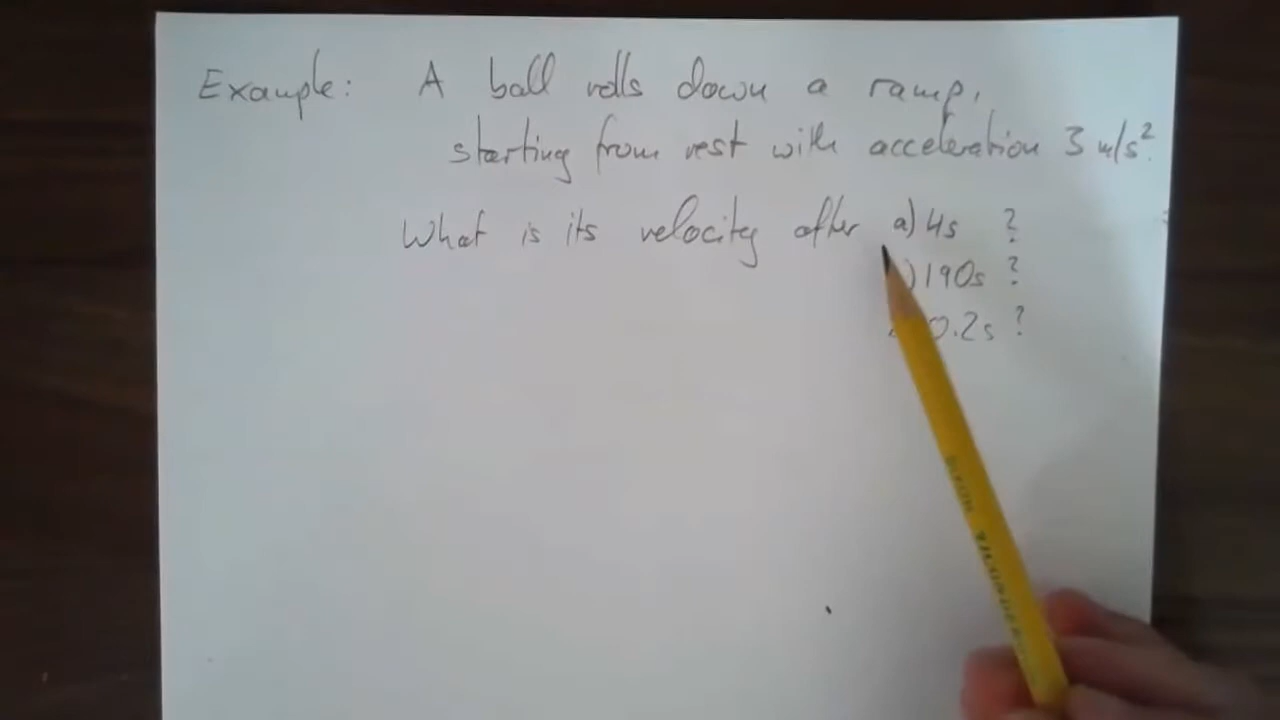 Example: A ball rolls down a ramp,
starting from rest with acceleration 3 m/s².
What is its velocity after a) 4s ?
) 190s ?
0.2s ?
TICONDEROGA